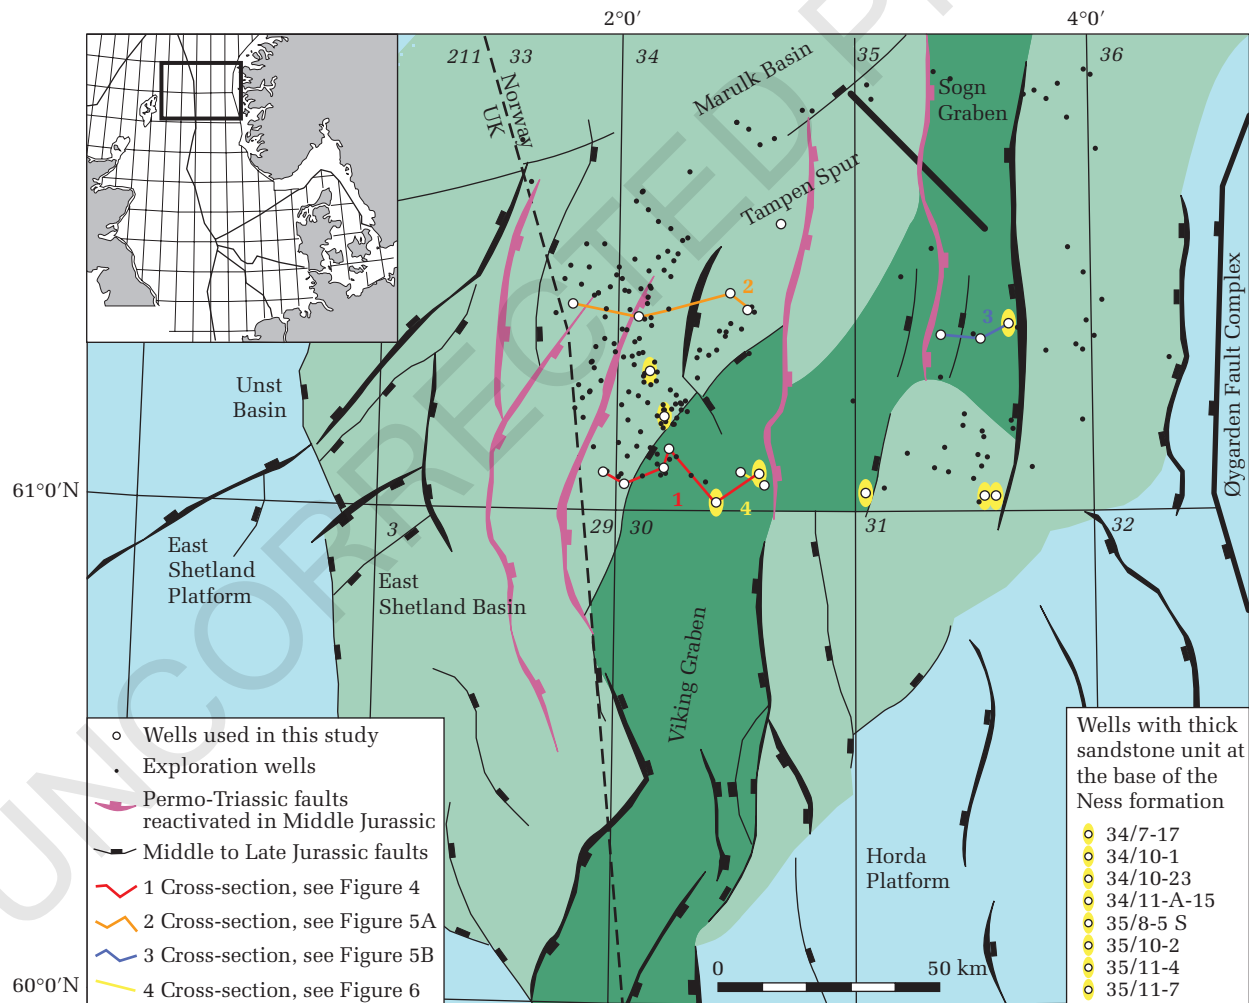 2°0′
4°0′
211
33
34
35
36
Norway
UK
Marulk Basin
Sogn
Graben
Tampen Spur
2
3
Unst
Basin
Øygarden Fault Complex
61°0′N
1
4
29
30
31
32
3
East
Shetland
Platform
East
Shetland Basin
Viking Graben
Horda
Platform
Wells used in this study
Exploration wells
Permo-Triassic faults
reactivated in Middle Jurassic
Middle to Late Jurassic faults
1 Cross-section, see Figure 4
2 Cross-section, see Figure 5A
3 Cross-section, see Figure 5B
4 Cross-section, see Figure 6
60°0′N
0
50 km
Wells with thick
sandstone unit at
the base of the
Ness formation
34/7-17
34/10-1
34/10-23
34/11-A-15
35/8-5 S
35/10-2
35/11-4
35/11-7
UNCORRECTED P